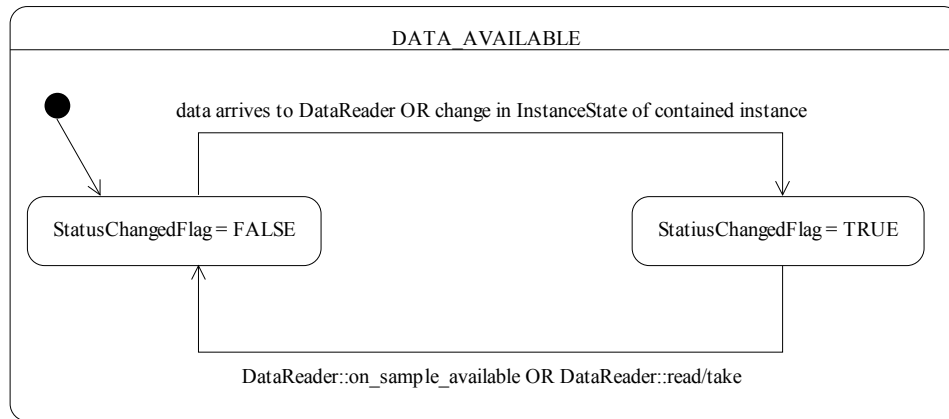 DATA_AVAILABLE
data arrives to DataReader OR change in InstanceState of contained instance
StatusChangedFlag = FALSE
StatiusChangedFlag = TRUE
DataReader::on_sample_available OR DataReader::read/take